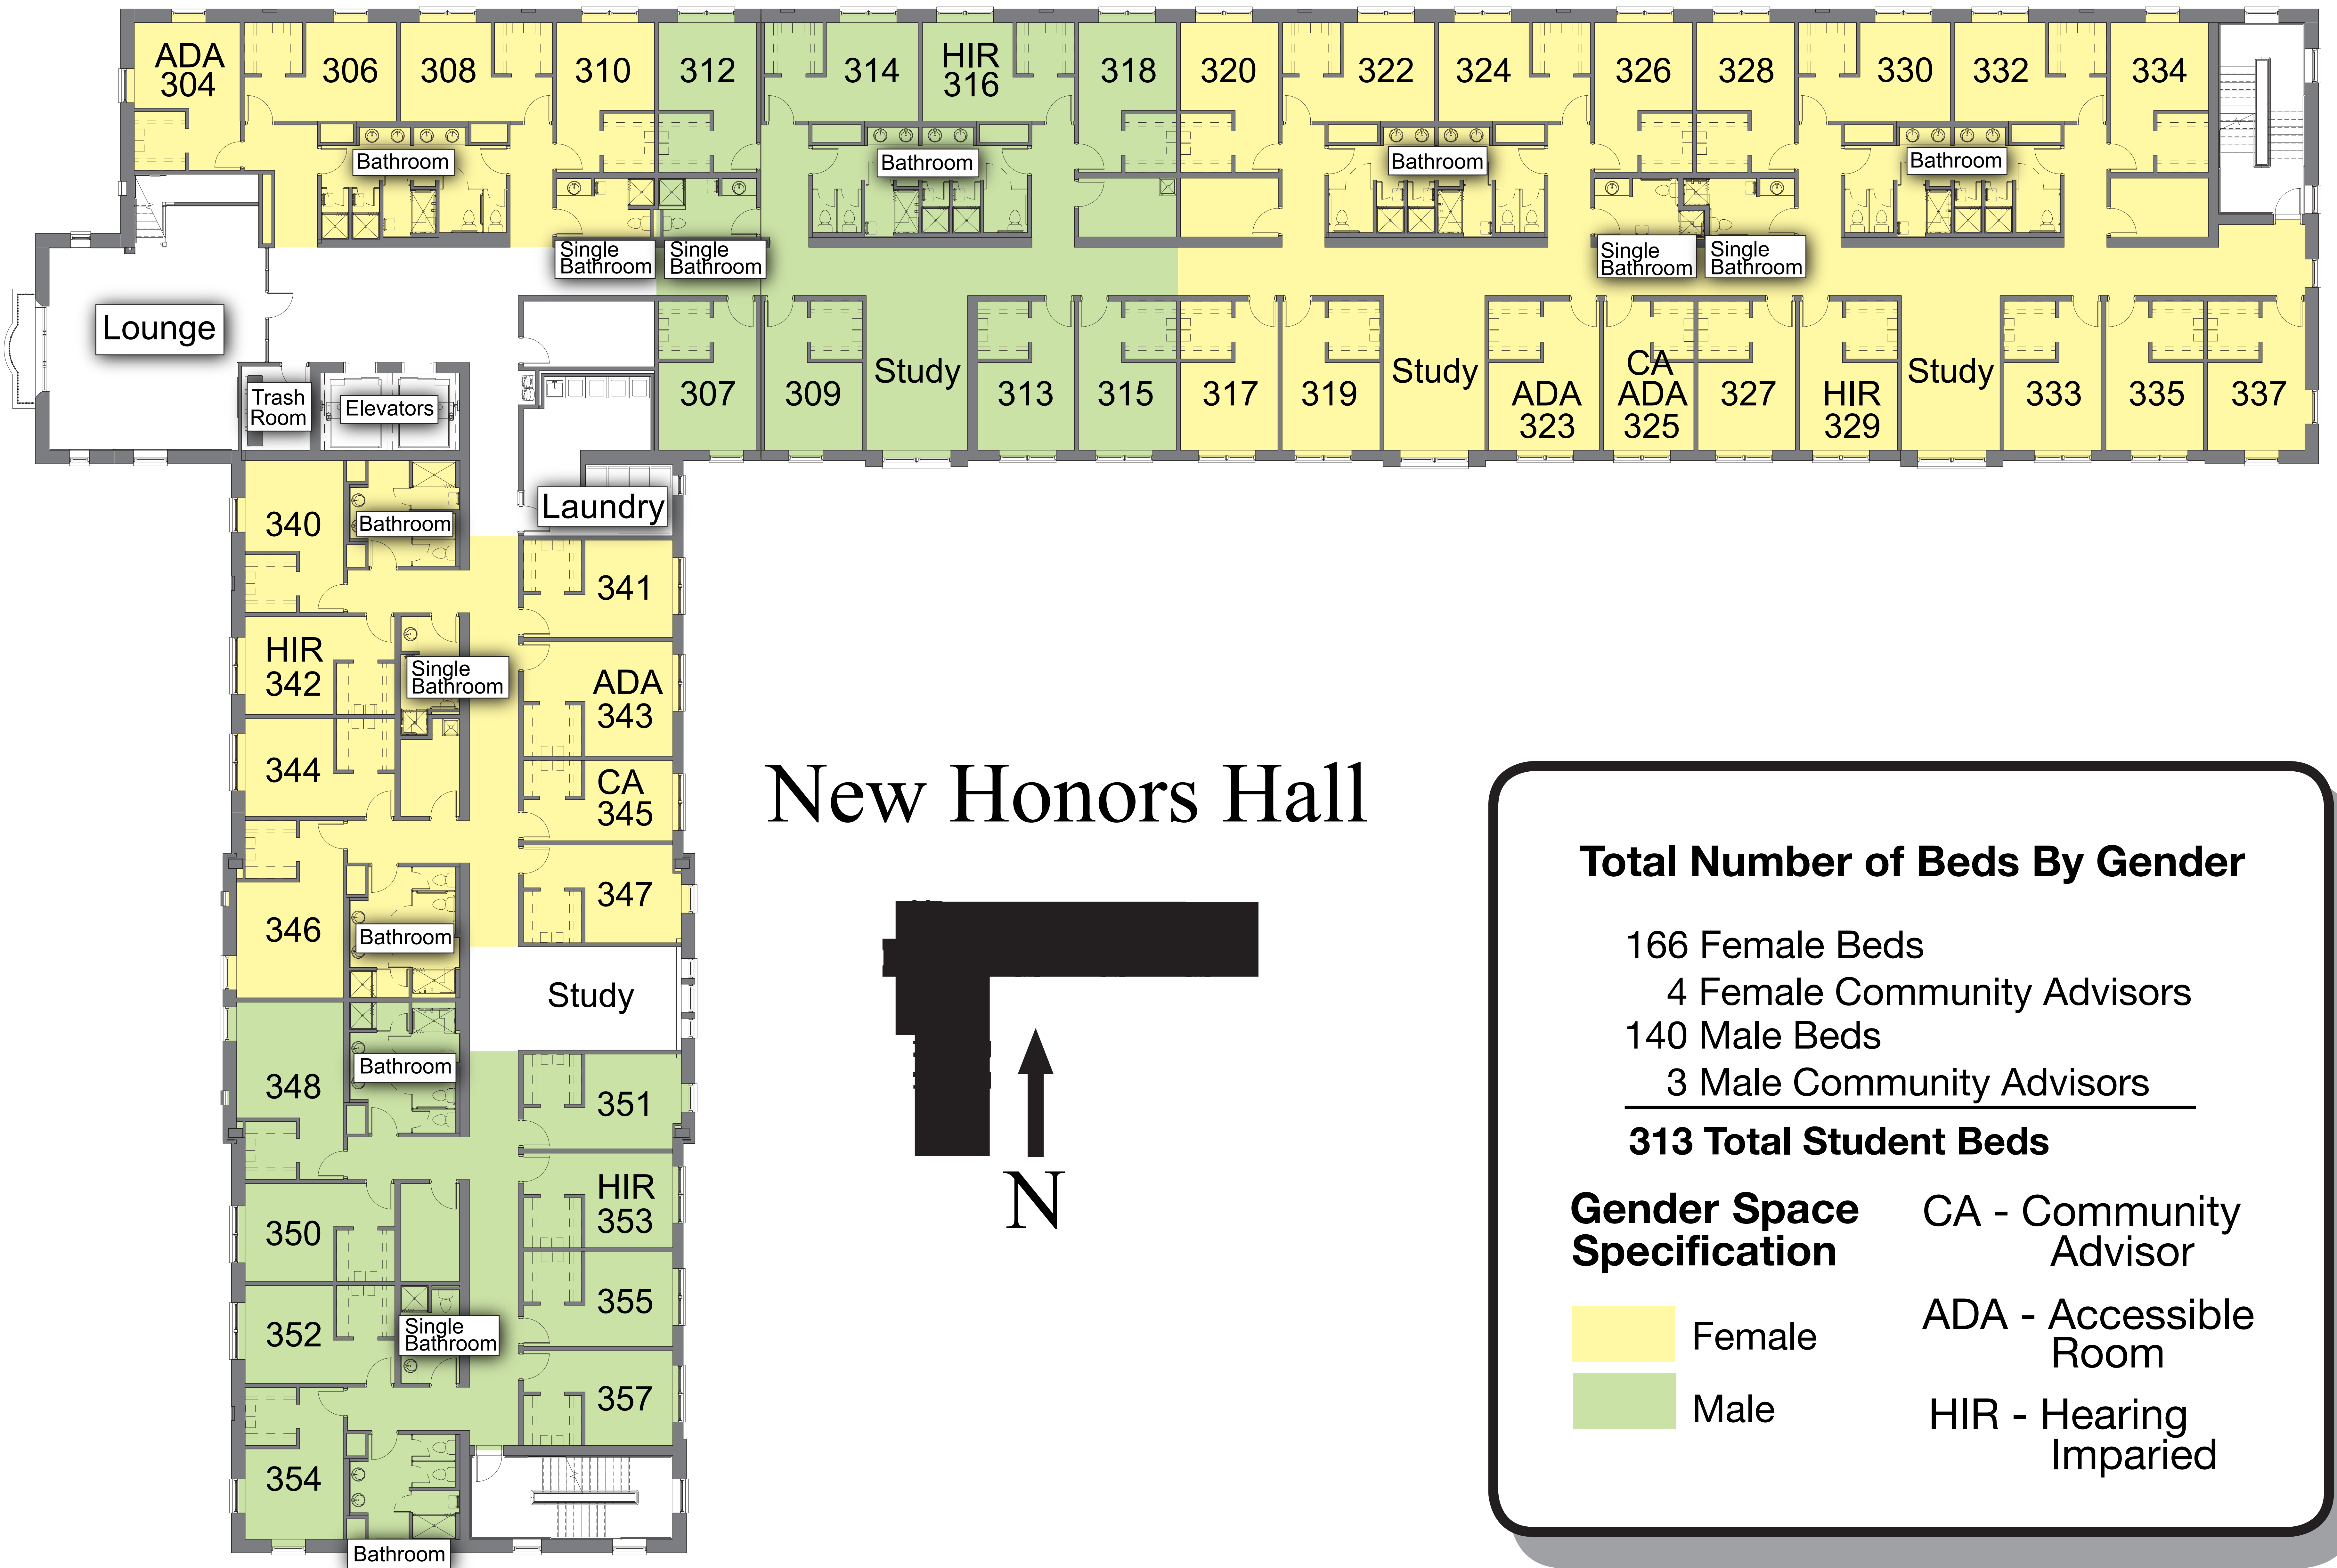 ADA
304
306
308
310
312
314
HIR
316
318
320
322
324
326
328
330
332
334
Bathroom
Bathroom
Bathroom
Bathroom
Single
Bathroom
Single
Bathroom
Single
Bathroom
Single
Bathroom
Lounge
Trash
Room
Elevators
307
309
Study
313
315
317
319
Study
ADA
323
CA
ADA
325
327
HIR
329
Study
333
335
337
Laundry
340
Bathroom
341
HIR
342
Single
Bathroom
ADA
343
344
CA
345
346
Bathroom
347
Study
348
Bathroom
351
350
HIR
353
352
Single
Bathroom
355
354
357
Bathroom
New Honors Hall
N
Total Number of Beds By Gender
166 Female Beds
4 Female Community Advisors
140 Male Beds
3 Male Community Advisors
313 Total Student Beds
Gender Space
Specification
Female
Male
CA - Community
Advisor
ADA - Accessible
Room
HIR - Hearing
Imparied